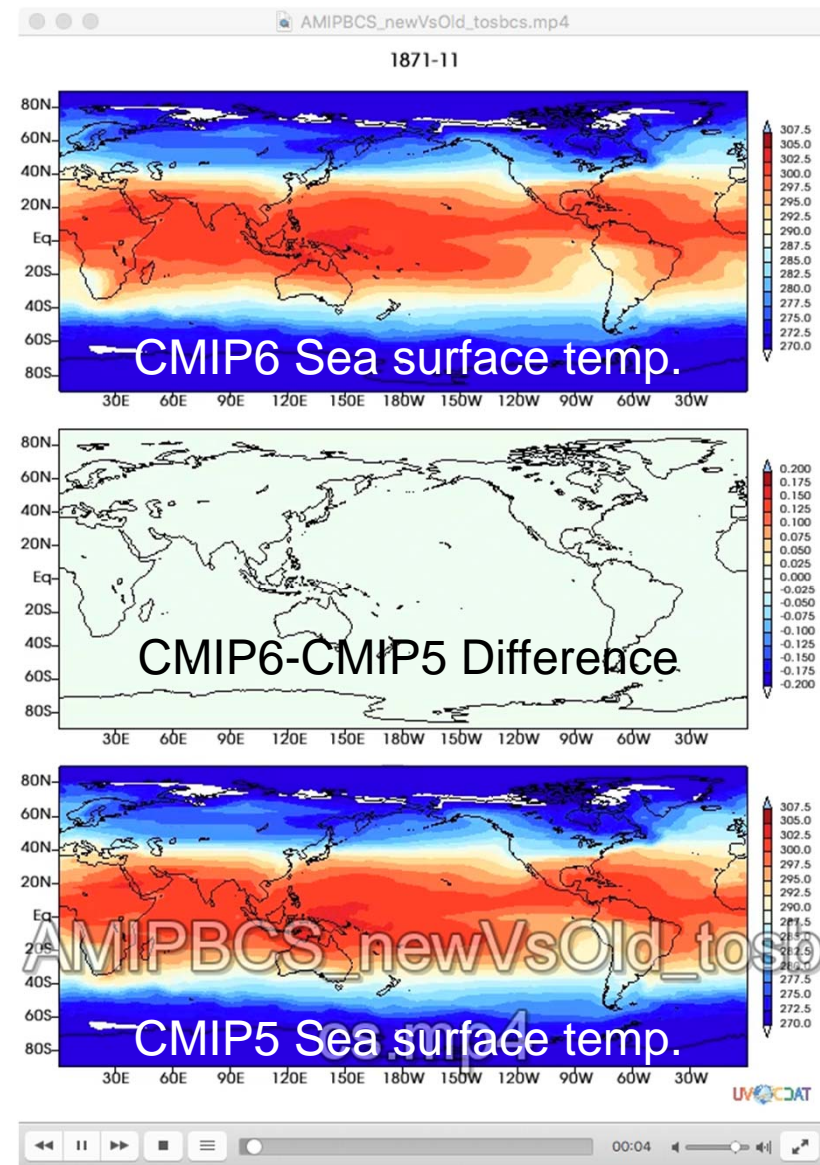 AMIPBCS_newVsOld_tosbcs.mp4
1871-11
80N
60N
40N
20N
Eq
20S
40S
60S
80S
CMIP6 Sea surface temp.
30E 60E 90E 120E 150E 180W 150W 120W 90W 60W 30W
307.5
305.0
302.5
300.0
297.5
295.0
292.5
290.0
287.5
285.0
282.5
280.0
277.5
275.0
272.5
270.0
80N
60N
40N
20N
Eq
20S
40S
60S
80S
CMIP6-CMIP5 Difference
30E 60E 90E 120E 150E 180W 150W 120W 90W 60W 30W
0.200
0.175
0.150
0.125
0.100
0.075
0.050
0.025
0.000
-0.025
-0.050
-0.075
-0.100
-0.125
-0.150
-0.175
-0.200
80N
60N
40N
20N
Eq
20S
40S
60S
80S
AMIPBCS_newVsOld_tosb
cs.mp4
CMIP5 Sea surface temp.
30E 60E 90E 120E 150E 180W 150W 120W 90W 60W 30W
307.5
305.0
302.5
300.0
297.5
295.0
292.5
290.0
287.5
282.5
277.5
275.0
272.5
270.0
UV CDAT
00:04